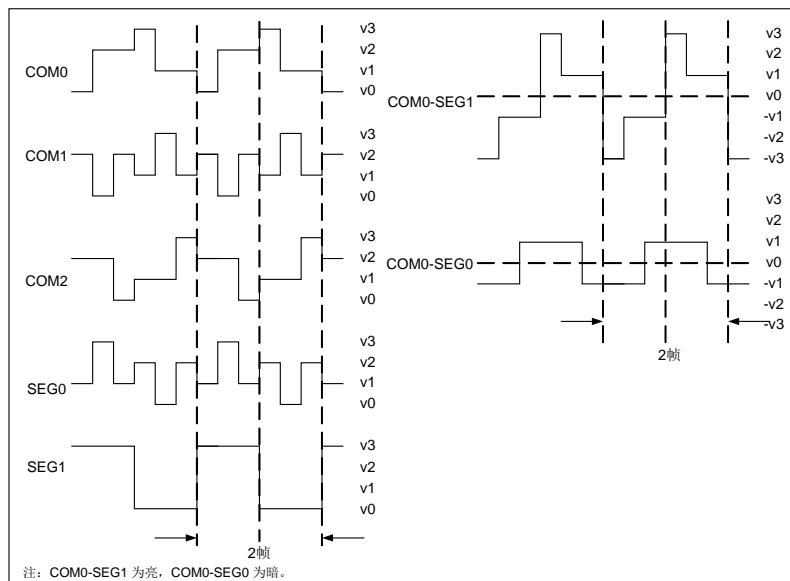 COM0
v3
v2
v1
v0
COM1
v3
v2
v1
v0
COM2
v3
v2
v1
v0
SEG0
v3
v2
v1
v0
SEG1
v3
v2
v1
v0
2帧
COM0-SEG1
v3
v2
v1
v0
-v1
-v2
-v3
COM0-SEG0
v3
v2
v1
v0
-v1
-v2
-v3
2帧
注：COM0-SEG1 为亮，COM0-SEG0 为暗。